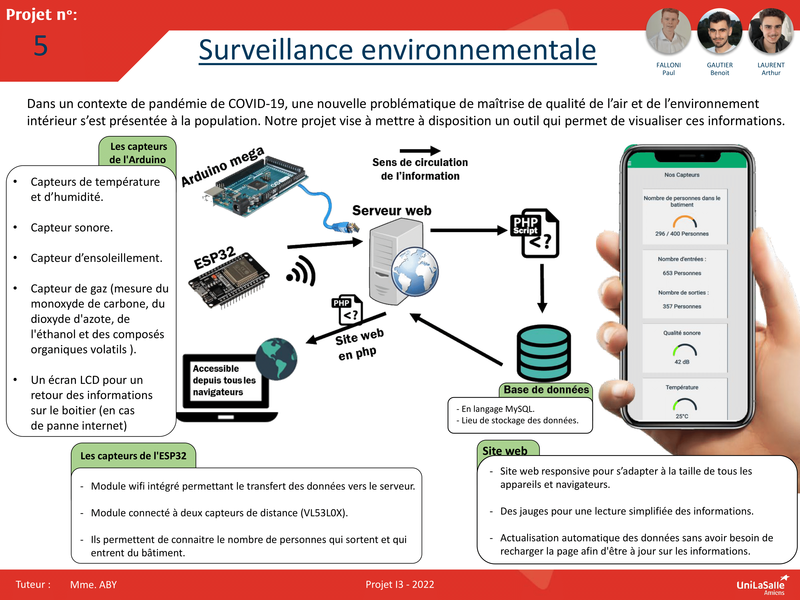 Projet nº:
5
Surveillance environnementale
FALLONI
Paul
GAUTIER
Benoit
LAURENT
Arthur
Dans un contexte de pandémie de COVID-19, une nouvelle problématique de maîtrise de qualité de l'air et de l'environnement
intérieur s'est présentée à la population. Notre projet vise à mettre à disposition un outil qui permet de visualiser ces informations.
Les capteurs
de l'Arduino
• Capteurs de température
et d'humidité.
• Capteur sonore.
• Capteur d'ensoleillement.
• Capteur de gaz (mesure du
monoxyde de carbone, du
dioxyde d'azote, de
l'éthanol et des composés
organiques volatils ).
• Un écran LCD pour un
retour des informations
sur le boitier (en cas
de panne internet)
Arduino mega
Sens de circulation
de l'information
Serveur web
ESP32
PHP
Script
<?
PHP
<?
Site web
en php
Accessible
depuis tous les
navigateurs
Base de données
- En langage MySQL.
- Lieu de stockage des données.
Nos Capteurs
Nombre de personnes dans le
batiment
296 / 400 Personnes
Nombre d'entrées :
653 Personnes
Nombre de sorties :
357 Personnes
Qualité sonore
42 dB
Température
25°C
Les capteurs de l'ESP32
- Module wifi intégré permettant le transfert des données vers le serveur.
- Module connecté à deux capteurs de distance (VL53L0X).
- Ils permettent de connaitre le nombre de personnes qui sortent et qui
entrent du bâtiment.
Site web
- Site web responsive pour s'adapter à la taille de tous les
appareils et navigateurs.
- Des jauges pour une lecture simplifiée des informations.
- Actualisation automatique des données sans avoir besoin de
recharger la page afin d'être à jour sur les informations.
Tuteur : Mme. ABY
Projet I3 - 2022
UniLaSalle
Amiens